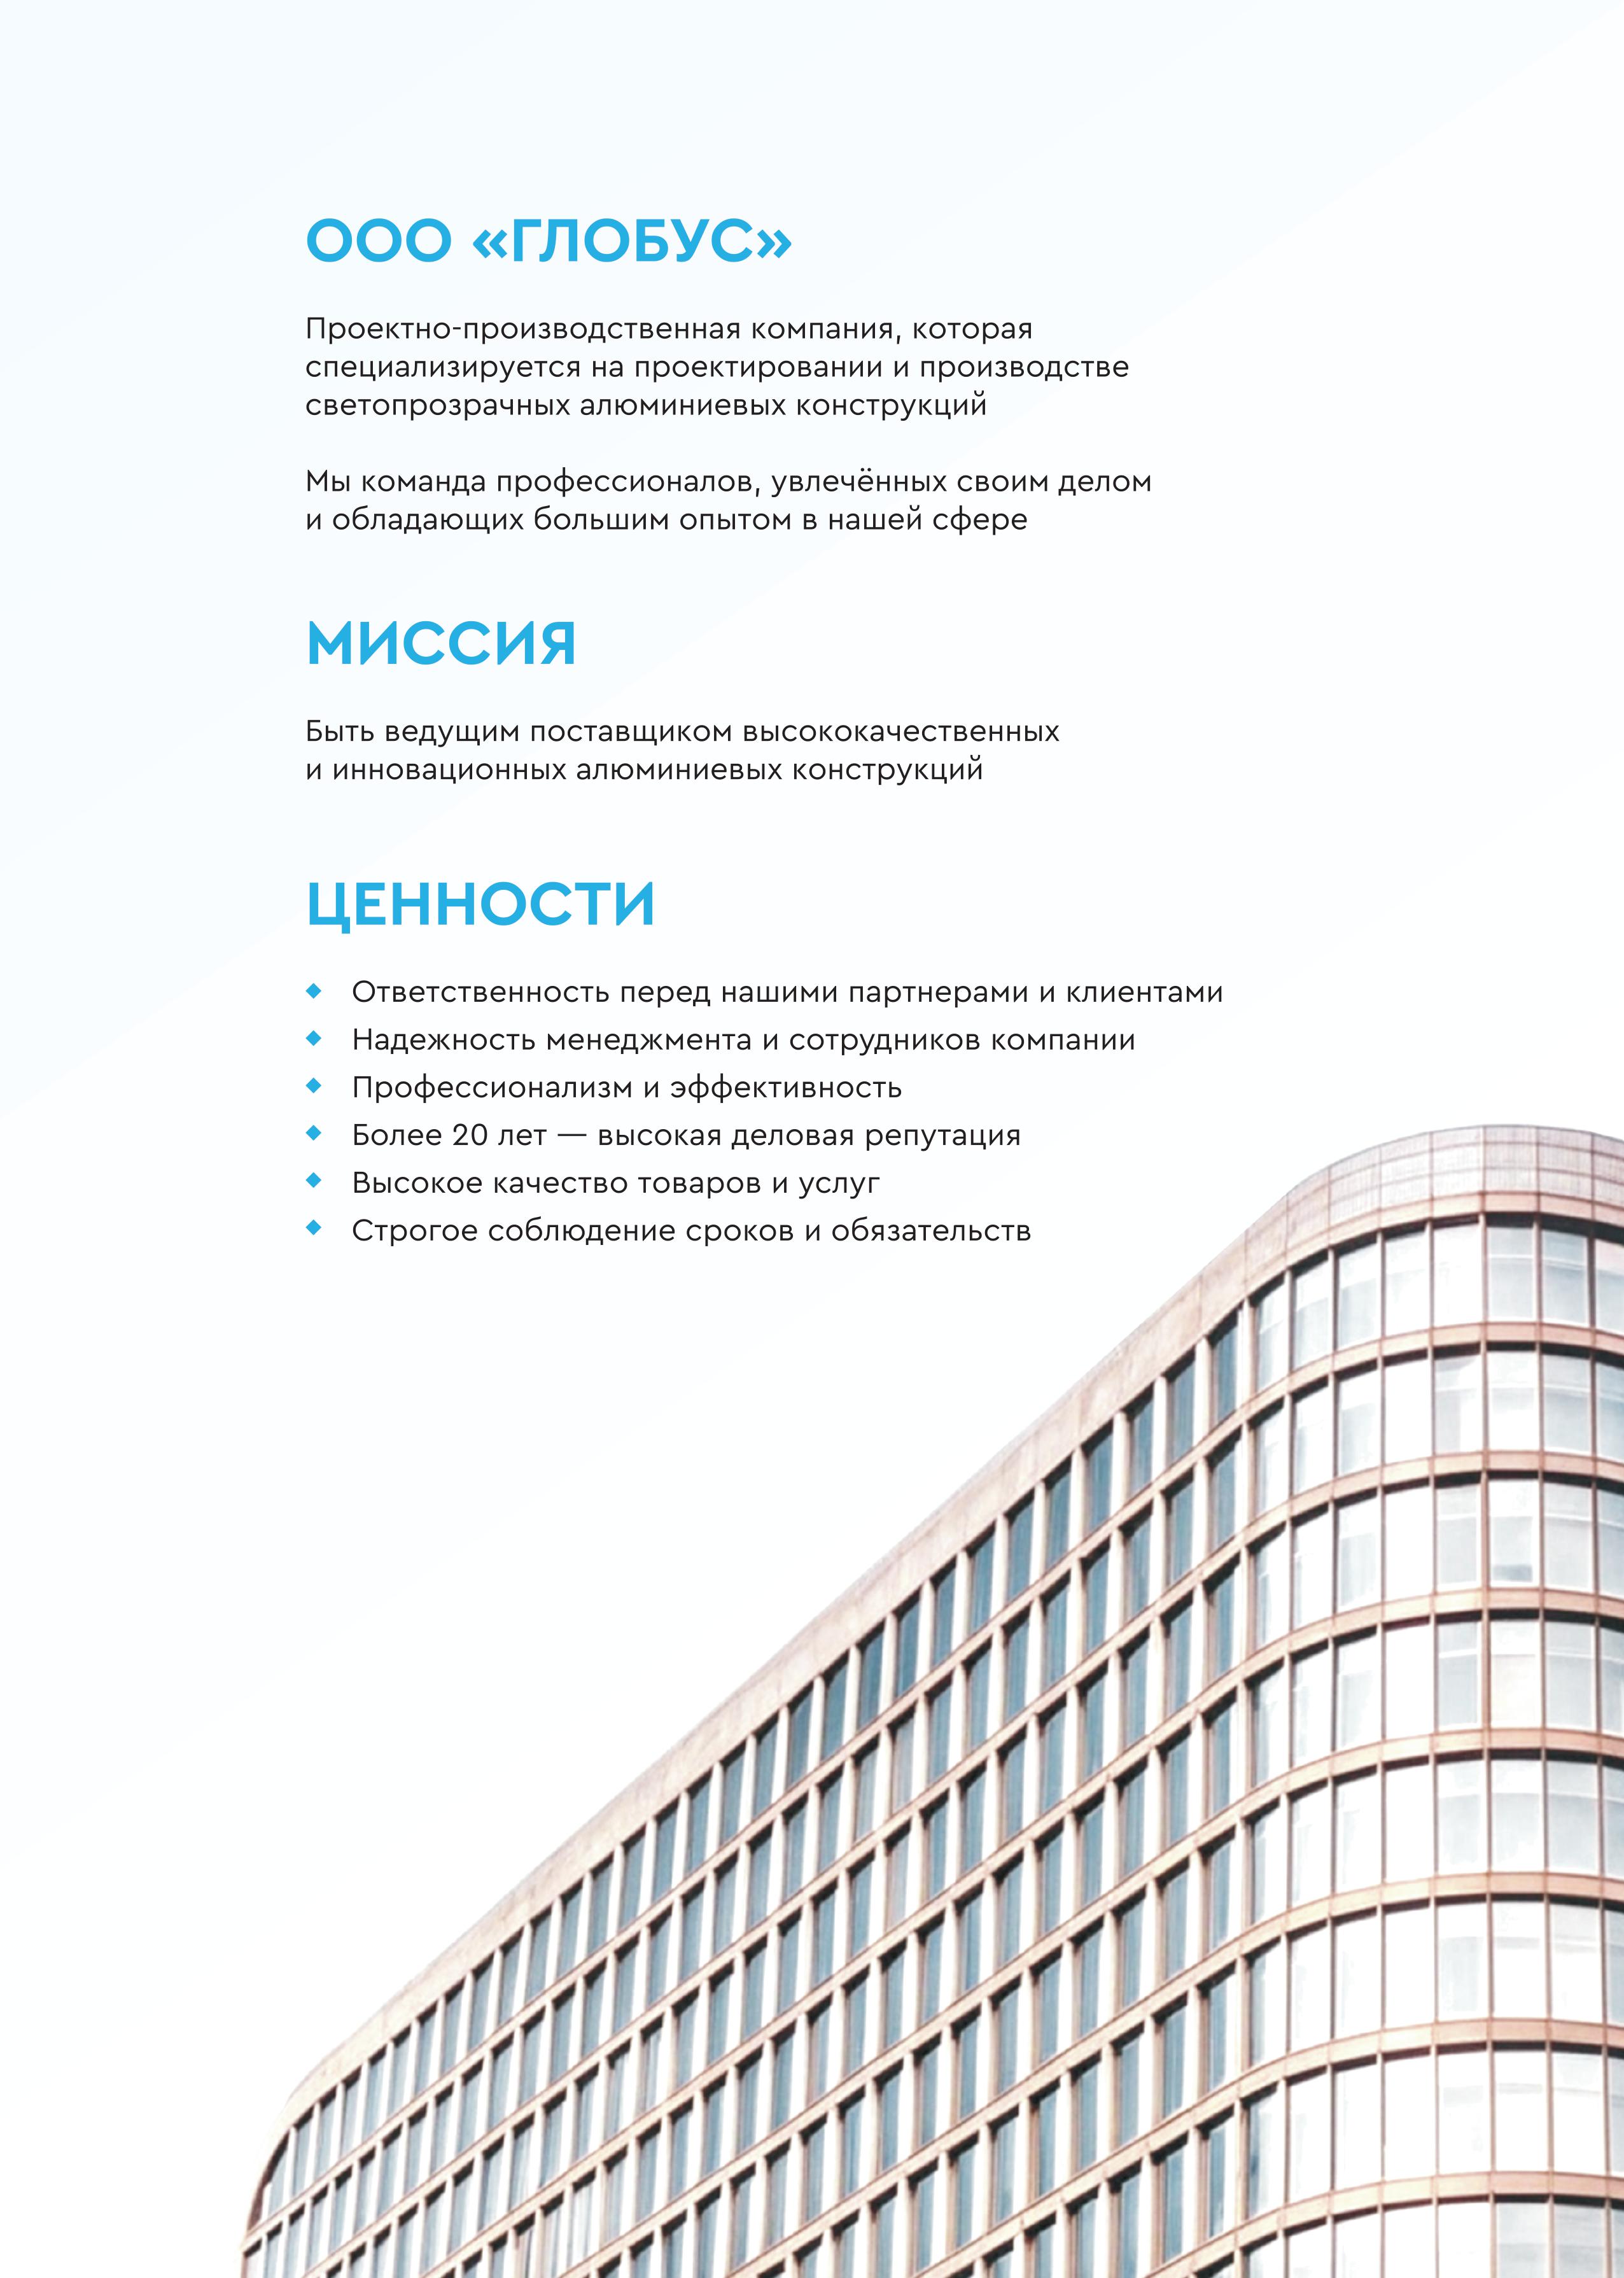 ООО «ГЛОБУС»
Проектно-производственная компания, которая
специализируется на проектировании и производстве
светопрозрачных алюминиевых конструкций
Мы команда профессионалов, увлечённых своим делом
и обладающих большим опытом в нашей сфере
МИССИЯ
Быть ведущим поставщиком высококачественных
и инновационных алюминиевых конструкций
ЦЕННОСТИ
Ответственность перед нашими партнерами и клиентами
Надежность менеджмента и сотрудников компании
Профессионализм и эффективность
Более 20 лет — высокая деловая репутация
Высокое качество товаров и услуг
Строгое соблюдение сроков и обязательств